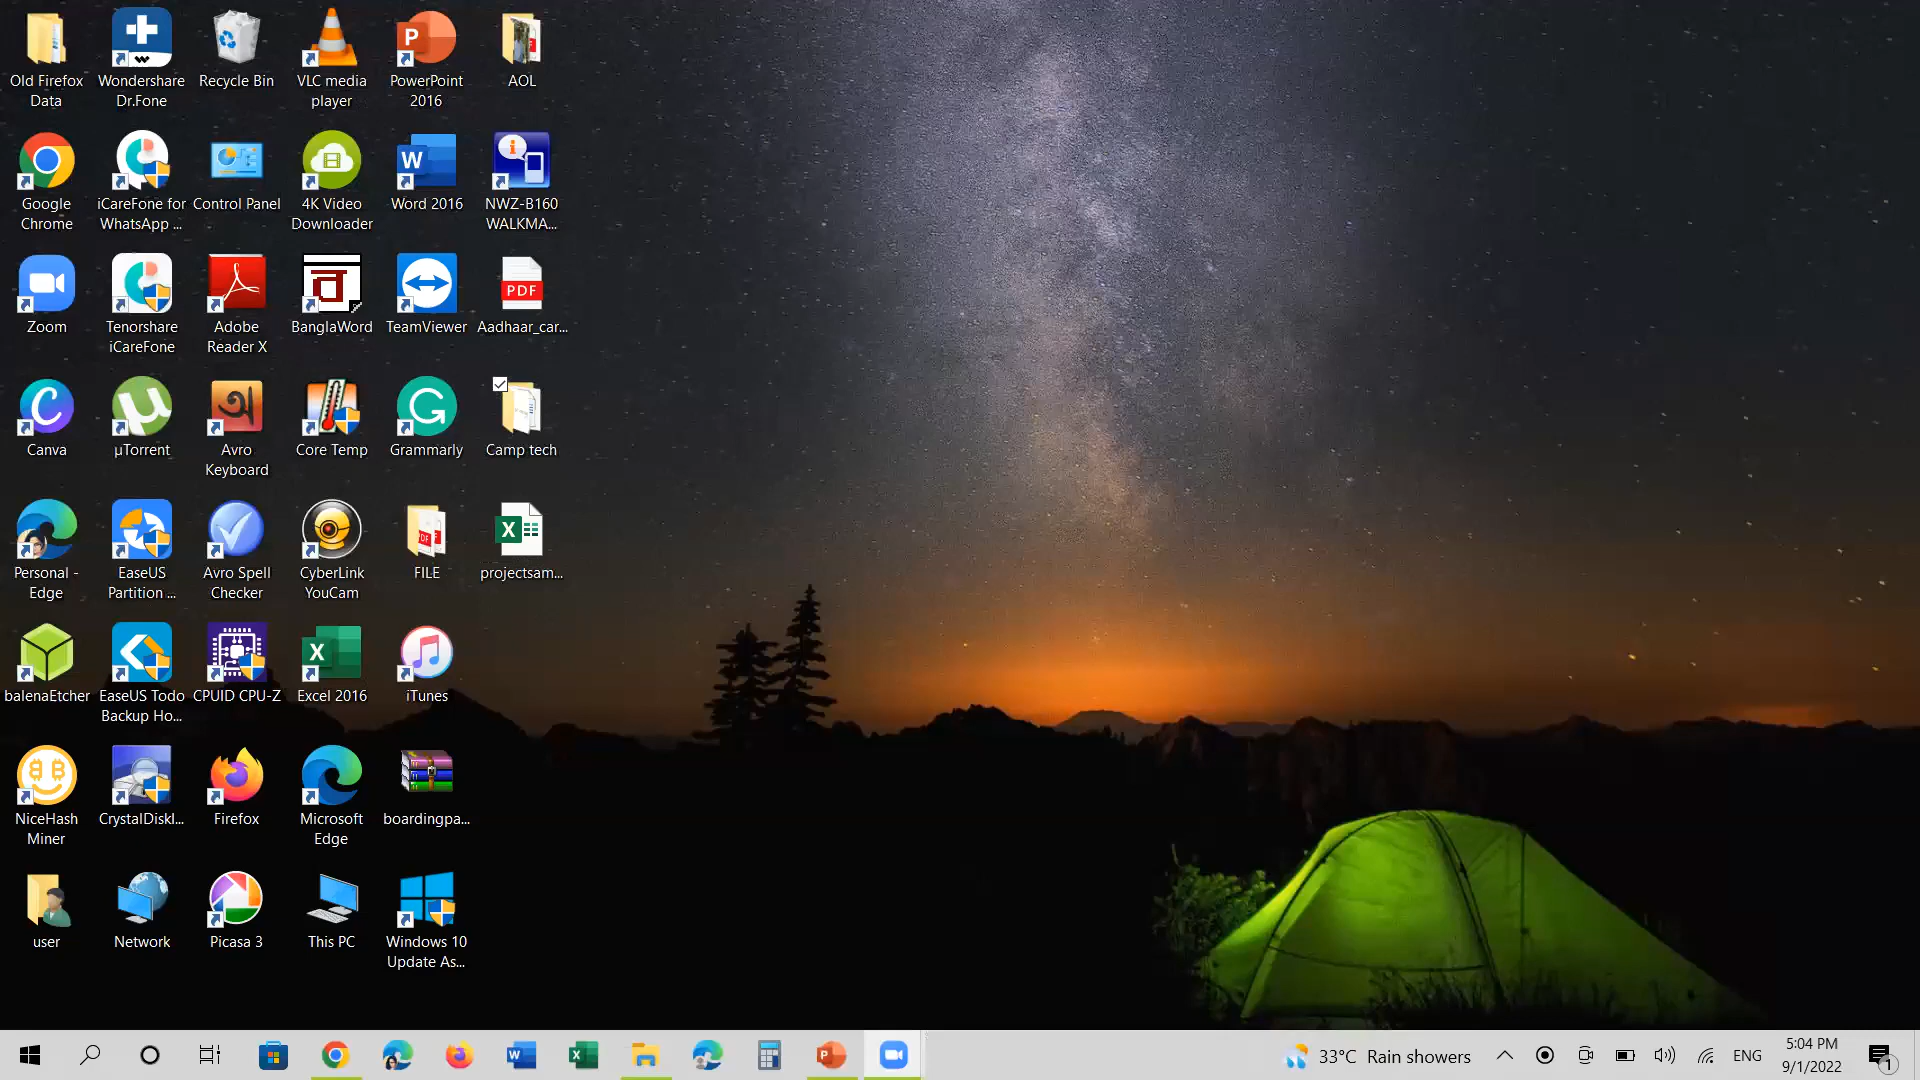 Old Firefox
Data
Wondershare
Dr.Fone
Recycle Bin
VLC media
player
PowerPoint
2016
AOL
Google
Chrome
iCareFone for
WhatsApp ...
Control Panel
4K Video
Downloader
Word 2016
NWZ-B160
WALKMA...
Zoom
Tenorshare
iCareFone
Adobe
Reader X
BanglaWord
TeamViewer
PDF
Aadhaar_car...
Canva
µTorrent
অ
Avro
Keyboard
Core Temp
Grammarly
Camp tech
Personal -
Edge
EaseUS
Partition ...
Avro Spell
Checker
CyberLink
YouCam
FILE
projectsam...
balenaEtcher
EaseUS Todo
Backup Ho...
CPUID CPU-Z
Excel 2016
iTunes
NiceHash
Miner
CrystalDiskI...
Firefox
Microsoft
Edge
boardingpa...
user
Network
Picasa 3
This PC
Windows 10
Update As...
33°C Rain showers
ENG
5:04 PM
9/1/2022
1